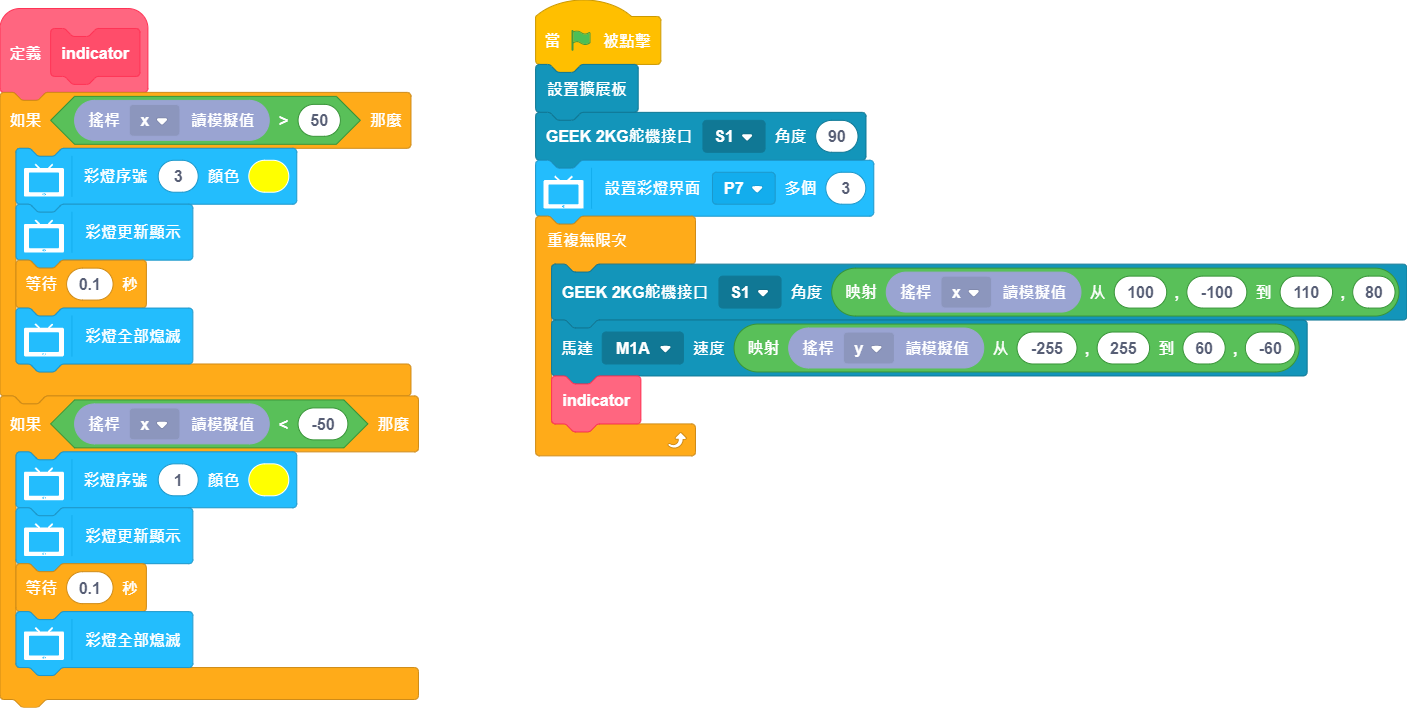 定義 indicator
如果 搖桿 x 讀模擬值 > 50 那麼
彩燈序號 3 顏色
彩燈更新顯示
等待 0.1 秒
彩燈全部熄滅
如果 搖桿 x 讀模擬值 < -50 那麼
彩燈序號 1 顏色
彩燈更新顯示
等待 0.1 秒
彩燈全部熄滅
當 被點擊
設置擴展板
GEEK 2KG舵機接口 S1 角度 90
設置彩燈界面 P7 多個 3
重複無限次
GEEK 2KG舵機接口 S1 角度 映射 搖桿 x 讀模擬值 从 100 , -100 到 110 , 80
馬達 M1A 速度 映射 搖桿 y 讀模擬值 从 -255 , 255 到 60 , -60
indicator